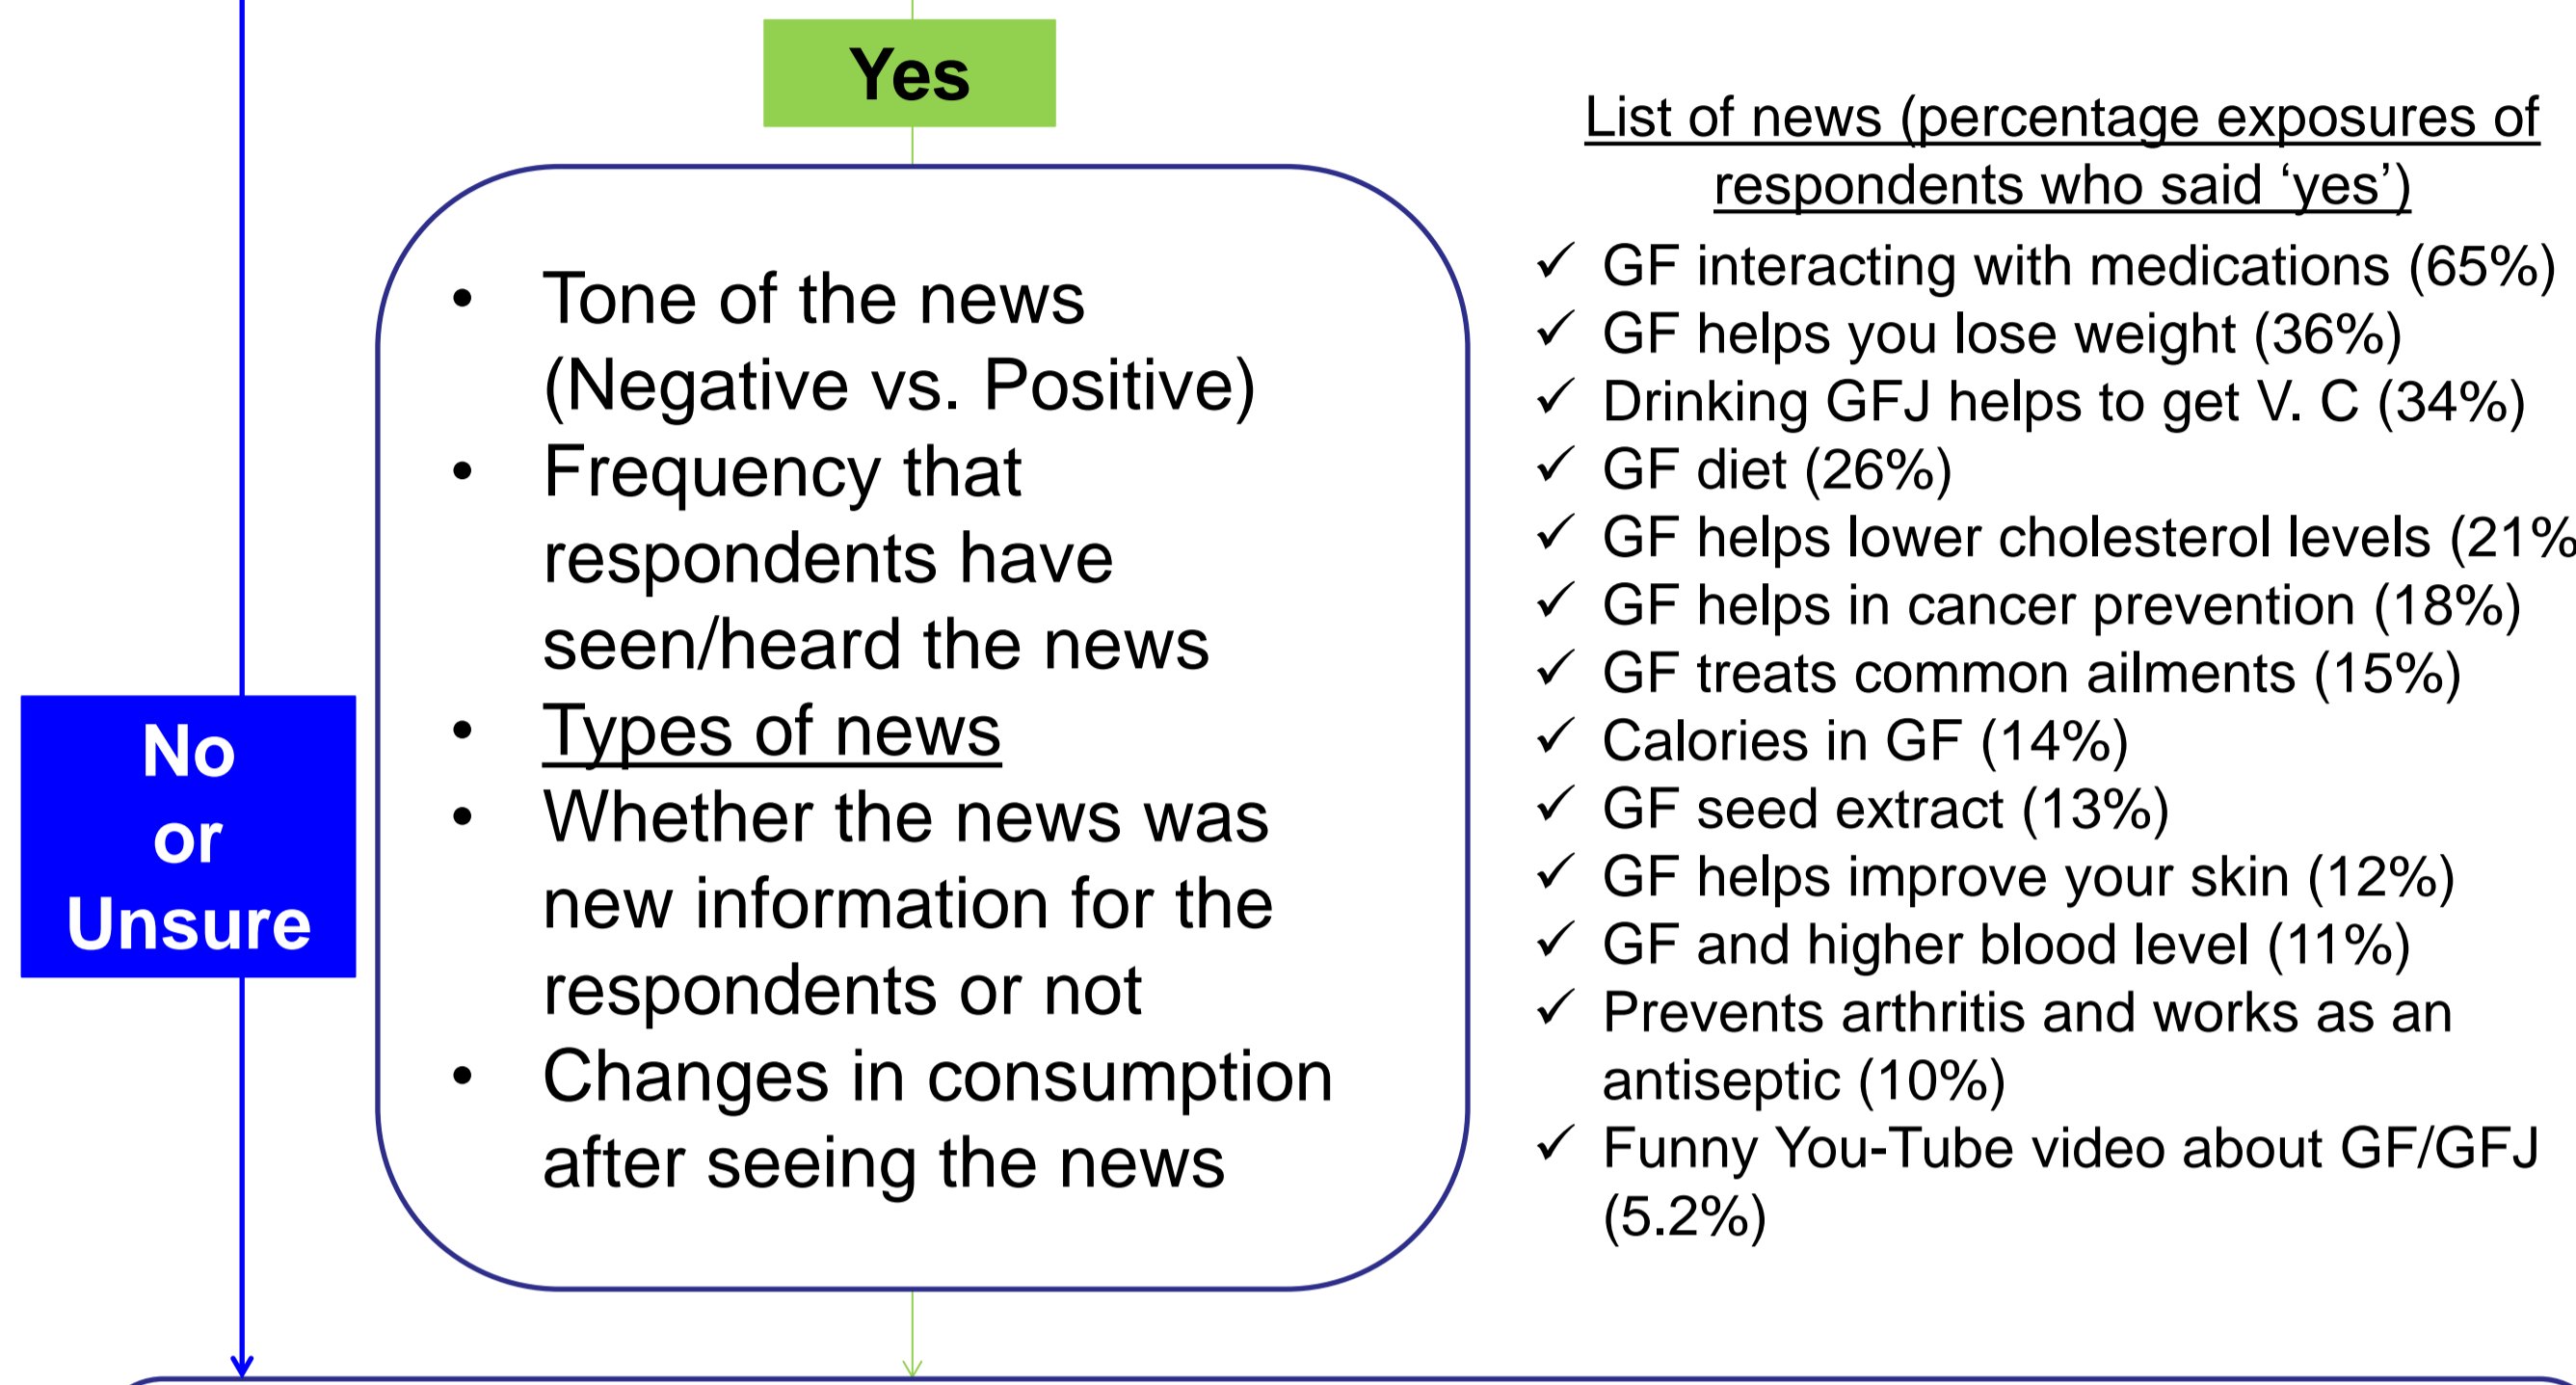 Yes
No
or
Unsure
• Tone of the news
(Negative vs. Positive)
• Frequency that
respondents have
seen/heard the news
• Types of news
• Whether the news was
new information for the
respondents or not
• Changes in consumption
after seeing the news
List of news (percentage exposures of
respondents who said ‘yes’)
✓ GF interacting with medications (65%)
✓ GF helps you lose weight (36%)
✓ Drinking GFJ helps to get V. C (34%)
✓ GF diet (26%)
✓ GF helps lower cholesterol levels (21%
✓ GF helps in cancer prevention (18%)
✓ GF treats common ailments (15%)
✓ Calories in GF (14%)
✓ GF seed extract (13%)
✓ GF helps improve your skin (12%)
✓ GF and higher blood level (11%)
✓ Prevents arthritis and works as an
antiseptic (10%)
✓ Funny You-Tube video about GF/GFJ
(5.2%)